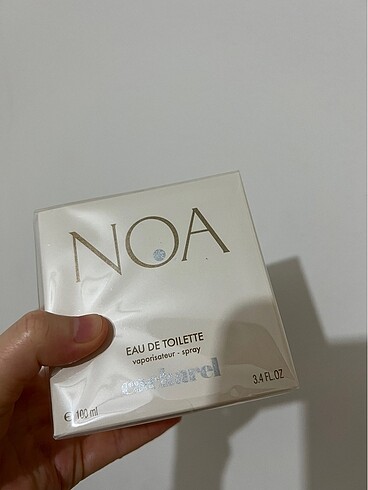 NOA
EAU DE TOILETTE
vaporisateur - spray
cacharel
℮ 100 ml
3.4 FL.OZ